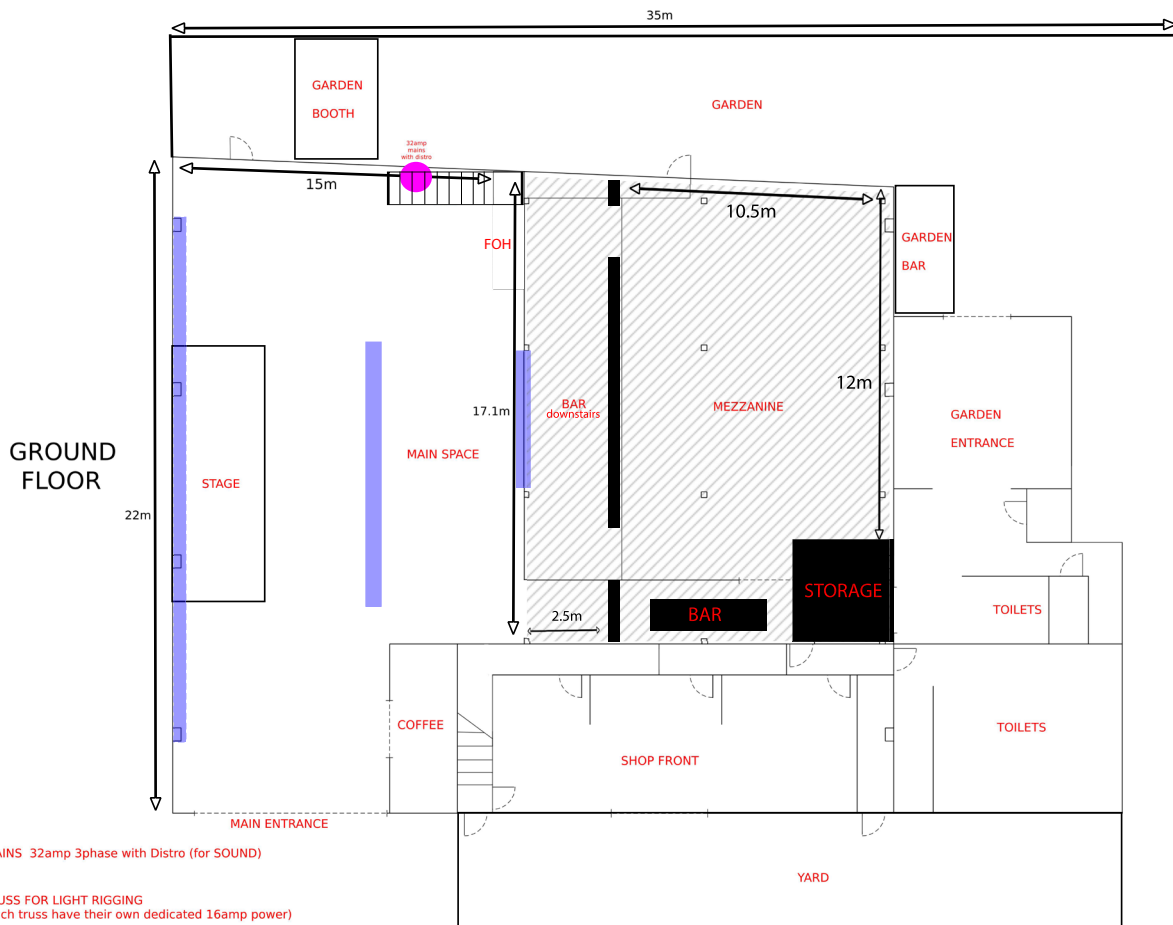 35m
GARDEN
BOOTH
GARDEN
32amp
mains
with distro
15m
10.5m
FOH
GARDEN
BAR
12m
17.1m
BAR
downstairs
MEZZANINE
GARDEN
ENTRANCE
MAIN SPACE
GROUND
FLOOR
STAGE
22m
STORAGE
2.5m
BAR
TOILETS
COFFEE
TOILETS
SHOP FRONT
MAIN ENTRANCE
AINS 32amp 3phase with Distro (for SOUND)
YARD
USS FOR LIGHT RIGGING
ch truss have their own dedicated 16amp power)